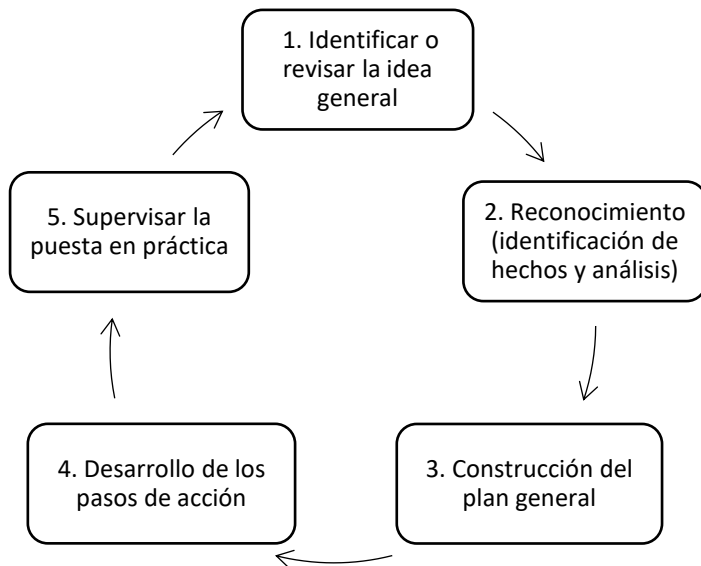 1. Identificar o
revisar la idea
general
2. Reconocimiento
(identificación de
hechos y análisis)
3. Construcción del
plan general
4. Desarrollo de los
pasos de acción
5. Supervisar la
puesta en práctica